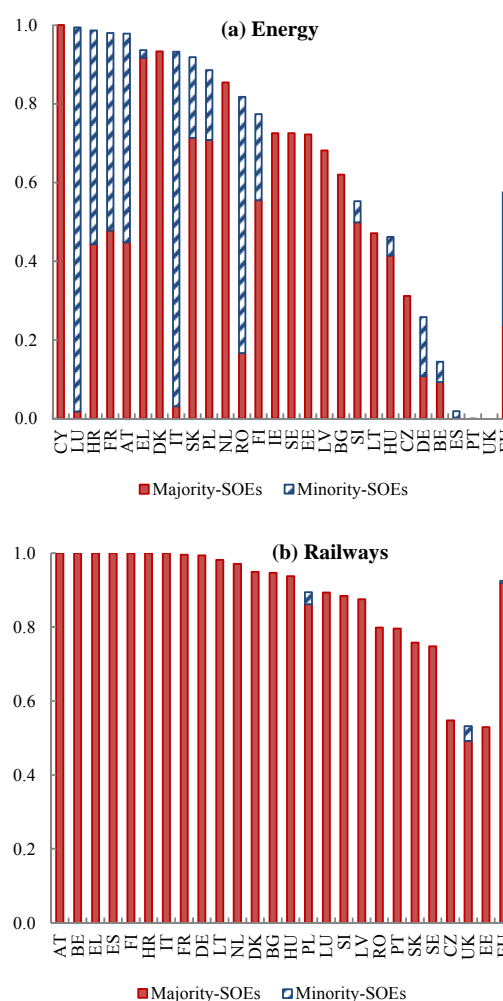 (a) Energy
1.0
0.8
0.6
0.4
0.2
0.0
CY LU HR FR AT EL DK IT SK PL NL RO FI IE SE EE LV BG SI LT HU CZ DE BE ES PT UK EU
Majority-SOEs Minority-SOEs
(b) Railways
1.0
0.8
0.6
0.4
0.2
0.0
AT BE EL ES FI HR IT FR DE LT NL DK BG HU PL LU SI LV RO PT SK SE CZ UK EE EU
Majority-SOEs Minority-SOEs